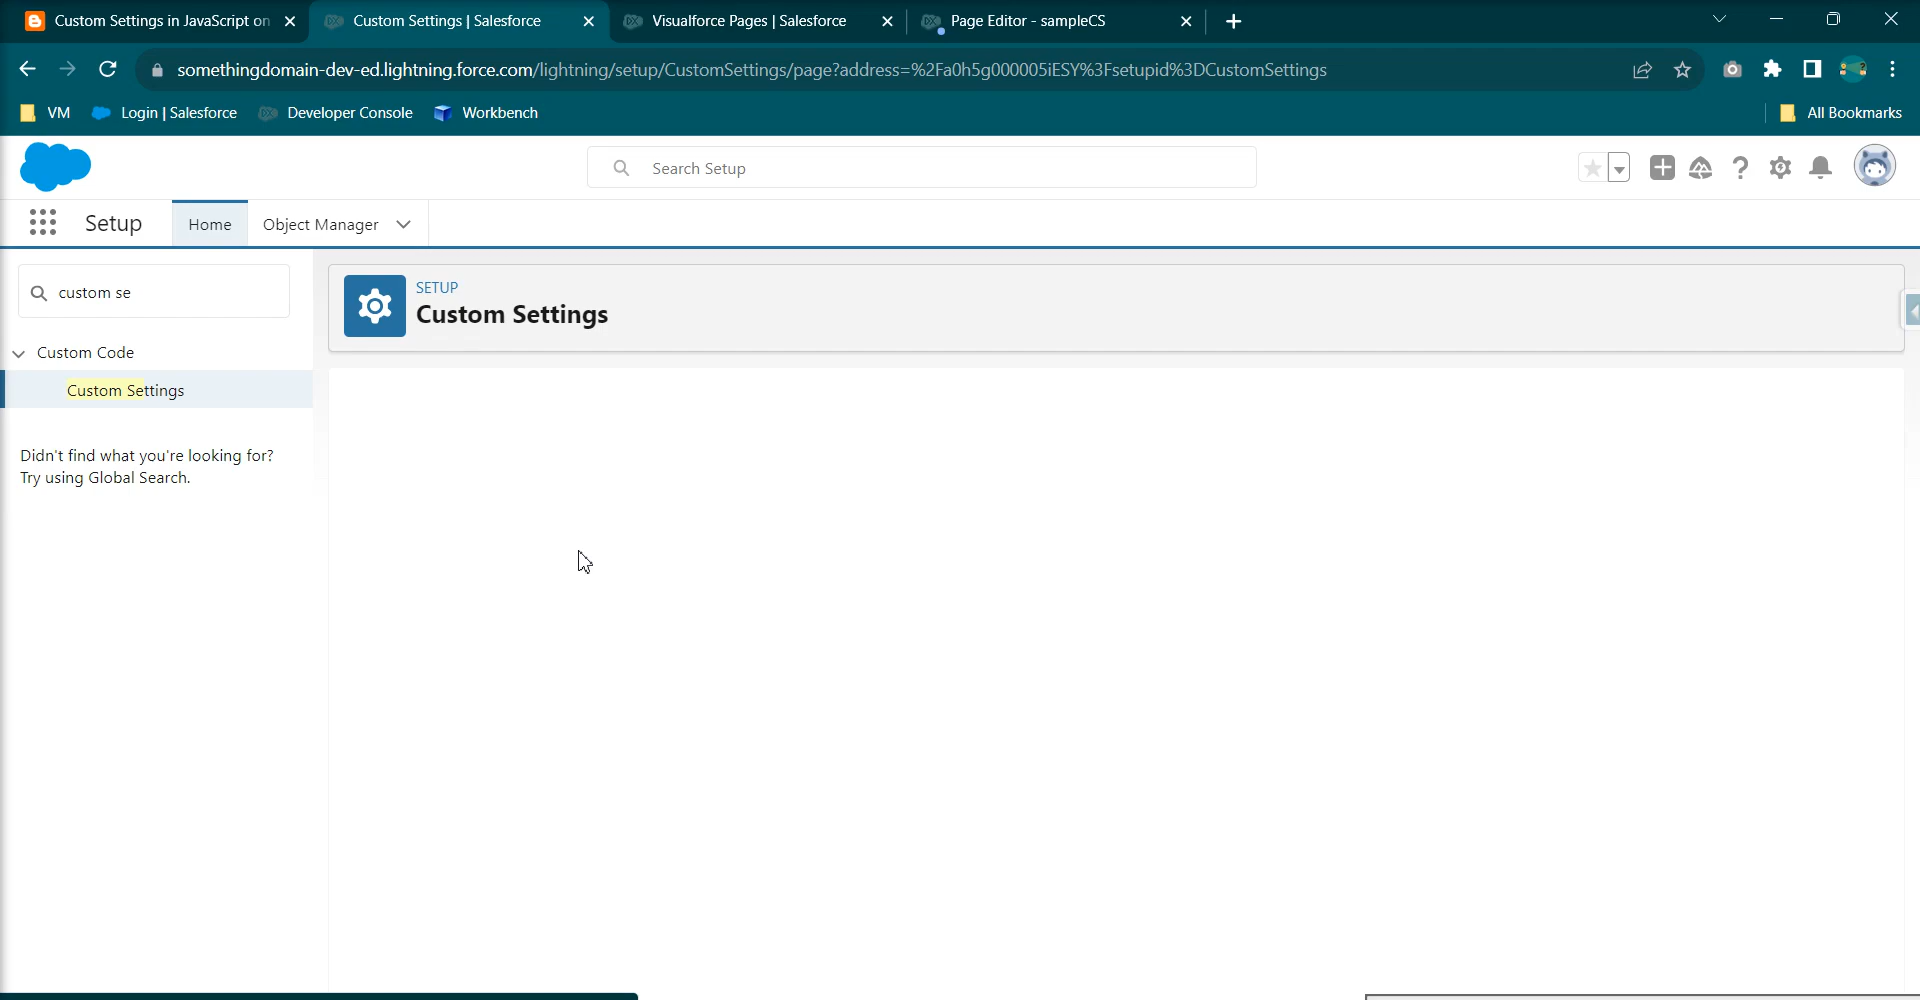 Custom Settings in JavaScript on
Custom Settings | Salesforce
Visualforce Pages | Salesforce
Page Editor - sampleCS
somethingdomain-dev-ed.lightning.force.com/lightning/setup/CustomSettings/page?address=%2Fa0h5g000005iESY%3Fsetupid%3DCustomSettings
VM
Login | Salesforce
Developer Console
Workbench
All Bookmarks
Search Setup
Setup
Home
Object Manager
custom se
SETUP
Custom Settings
Custom Code
Custom Settings
Didn't find what you're looking for?
Try using Global Search.